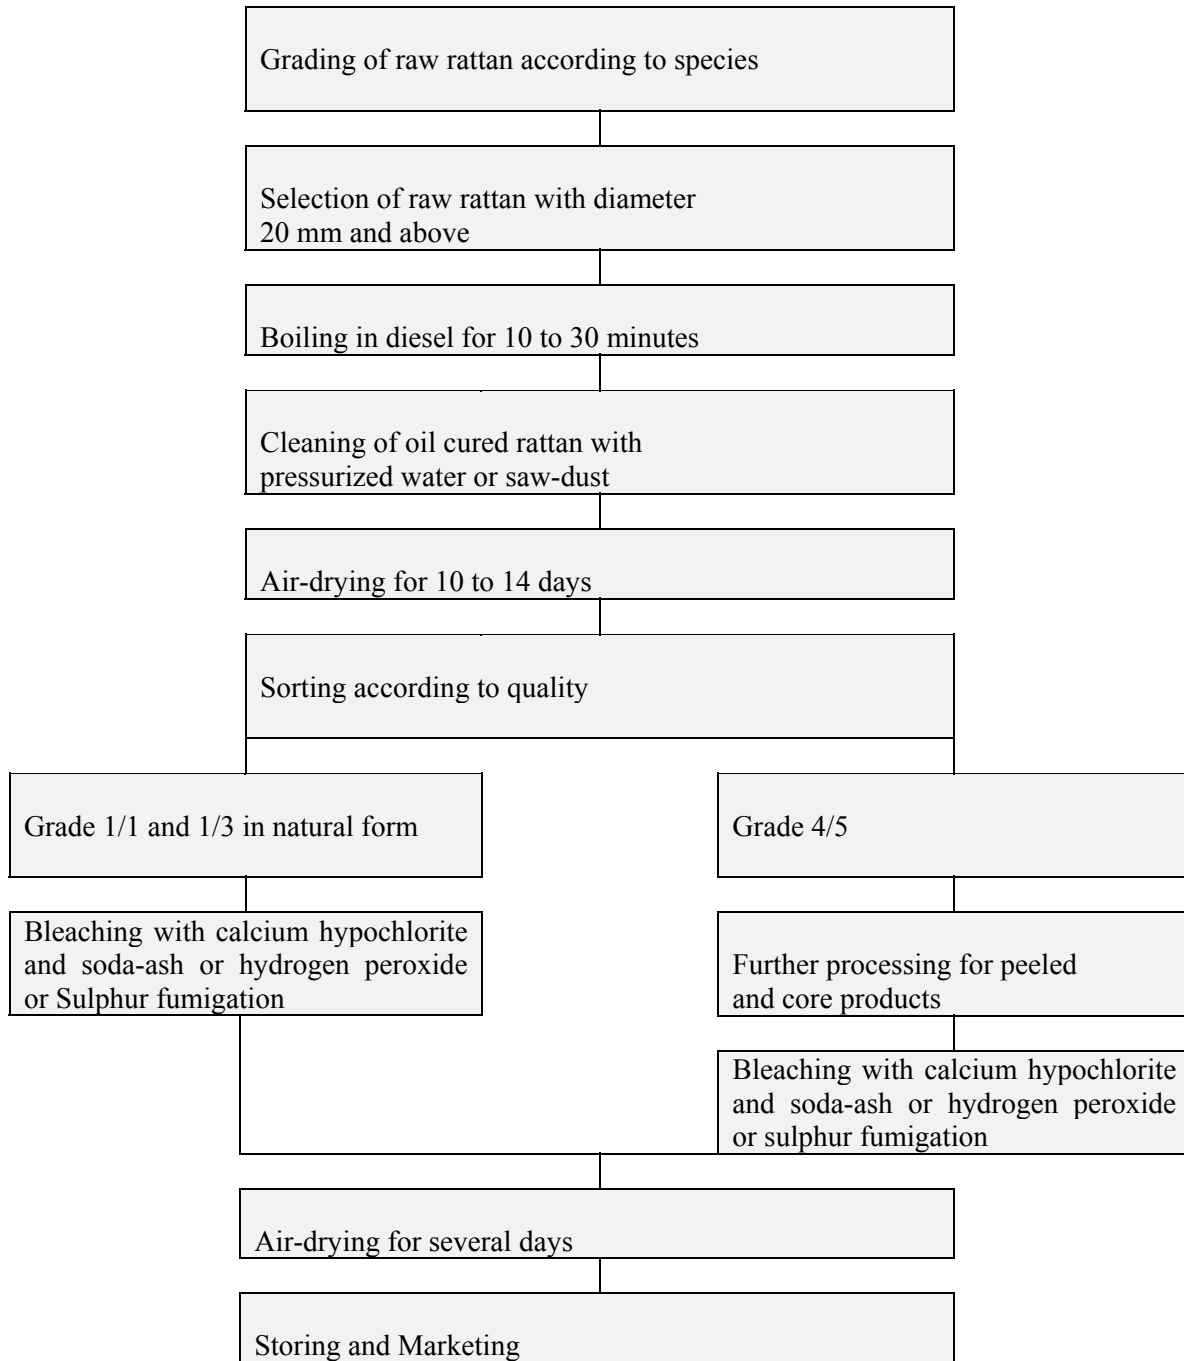 Grading of raw rattan according to species
Selection of raw rattan with diameter
20 mm and above
Boiling in diesel for 10 to 30 minutes
Cleaning of oil cured rattan with
pressurized water or saw-dust
Air-drying for 10 to 14 days
Sorting according to quality
Grade 1/1 and 1/3 in natural form
Grade 4/5
Bleaching with calcium hypochlorite
and soda-ash or hydrogen peroxide
or Sulphur fumigation
Further processing for peeled
and core products
Bleaching with calcium hypochlorite
and soda-ash or hydrogen peroxide
or sulphur fumigation
Air-drying for several days
Storing and Marketing